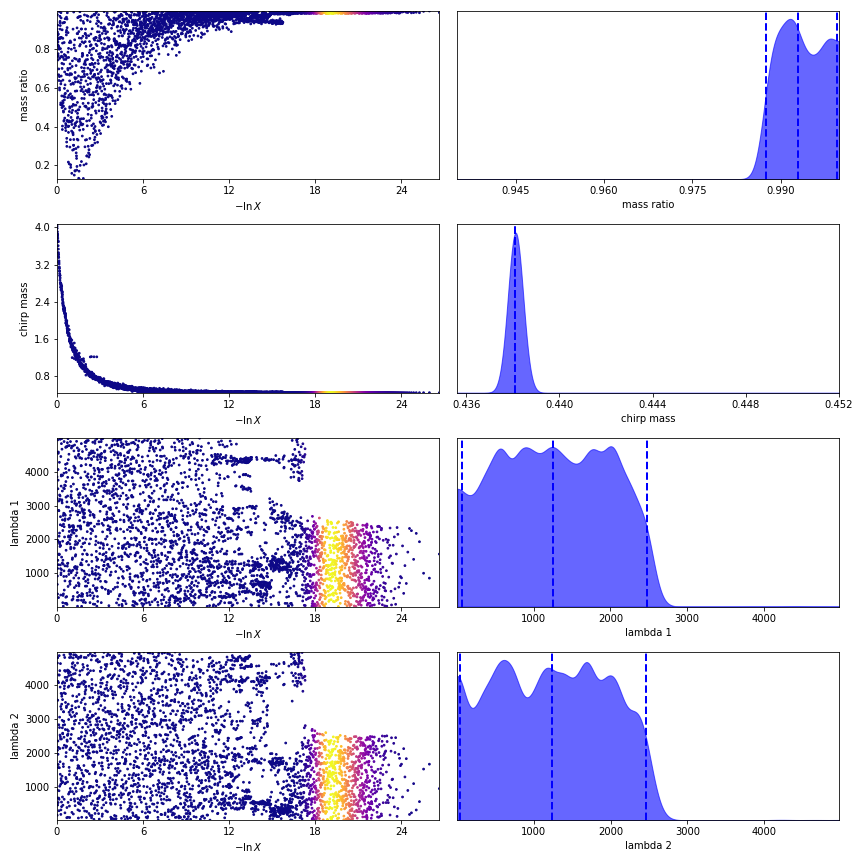 mass ratio
0.8
0.6
0.4
0.2
0 6 12 18 24
−ln X
0.945 0.960 0.975 0.990
mass ratio
chirp mass
4.0
3.2
2.4
1.6
0.8
0 6 12 18 24
−ln X
0.436 0.440 0.444 0.448 0.452
chirp mass
lambda 1
4000
3000
2000
1000
0 6 12 18 24
−ln X
1000 2000 3000 4000
lambda 1
lambda 2
4000
3000
2000
1000
0 6 12 18 24
−ln X
1000 2000 3000 4000
lambda 2